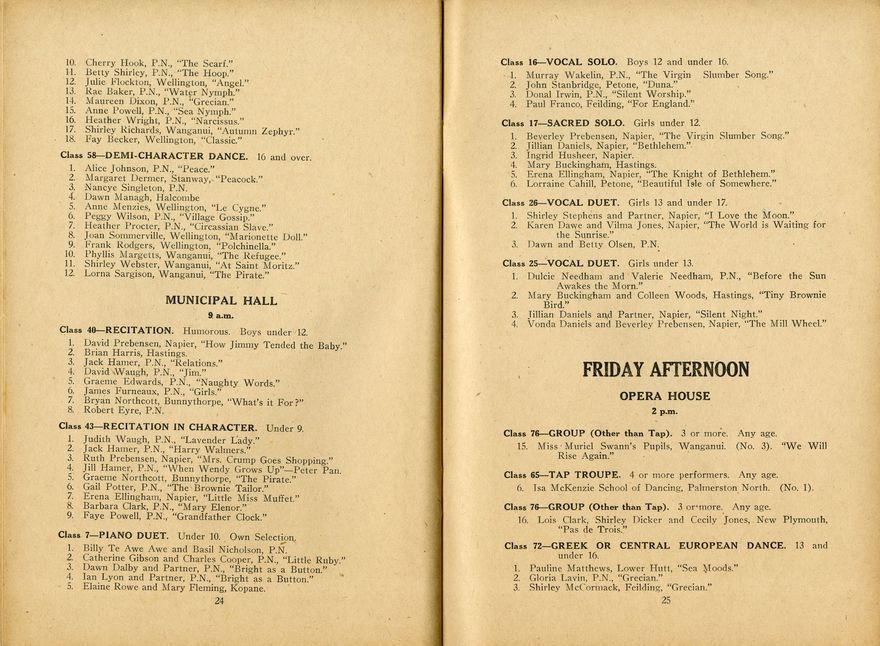 10. Cherry Hook, P.N., "The Scarf."
11. Betty Shirley, P.N., "The Hoop."
12. Julie Flockton, Wellington, "Angel."
13. Rae Baker, P.N., "Water Nymph."
14. Maureen Dixon, P.N., "Grecian."
15. Anne Powell, P.N., "Sea Nymph."
16. Heather Wright, P.N., "Narcissus."
17. Shirley Richards, Wanganui, "Autumn Zephyr."
18. Fay Becker, Wellington, "Classic."
Class 58—DEMI-CHARACTER DANCE. 16 and over.
1. Alice Johnson, P.N., "Peace."
2. Margaret Dermer, Stanway, "Peacock."
3. Nancye Singleton, P.N.
4. Dawn Managh, Halcombe
5. Anne Menzies, Wellington, "Le Cygne."
6. Peggy Wilson, P.N., "Village Gossip."
7. Heather Procter, P.N., "Circassian Slave."
8. Joan Sommerville, Wellington, "Marionette Doll."
9. Frank Rodgers, Wellington, "Polchinella."
10. Phyllis Margetts, Wanganui, "The Refugee."
11. Shirley Webster, Wanganui, "At Saint Moritz."
12. Lorna Sargison, Wanganui, "The Pirate."
MUNICIPAL HALL
9 a.m.
Class 40—RECITATION. Humorous. Boys under 12.
1. David Prebensen, Napier, "How Jimmy Tended the Baby."
2. Brian Harris, Hastings.
3. Jack Hamer, P.N., "Relations."
4. David Waugh, P.N., "Jim."
5. Graeme Edwards, P.N., "Naughty Words."
6. James Furneaux, P.N., "Girls."
7. Bryan Northcott, Bunnythorpe, "What's it For?"
8. Robert Eyre, P.N.
Class 43—RECITATION IN CHARACTER. Under 9.
1. Judith Waugh, P.N., "Lavender Lady."
2. Jack Hamer, P.N., "Harry Walmers."
3. Ruth Prebensen, Napier, "Mrs. Crump Goes Shopping."
4. Jill Hamer, P.N., "When Wendy Grows Up"—Peter Pan.
5. Graeme Northcott, Bunnythorpe, "The Pirate."
6. Gail Potter, P.N., "The Brownie Tailor."
7. Erena Ellingham, Napier, "Little Miss Muffet."
8. Barbara Clark, P.N., "Mary Elenor."
9. Faye Powell, P.N., "Grandfather Clock."
Class 7—PIANO DUET. Under 10. Own Selection.
1. Billy Te Awe Awe and Basil Nicholson, P.N.
2. Catherine Gibson and Charles Cooper, P.N., "Little Ruby."
3. Dawn Dalby and Partner, P.N., "Bright as a Button."
4. Ian Lyon and Partner, P.N., "Bright as a Button."
5. Elaine Rowe and Mary Fleming, Kopane.
24
Class 16—VOCAL SOLO. Boys 12 and under 16.
1. Murray Wakelin, P.N., "The Virgin Slumber Song."
2. John Stanbridge, Petone, "Duna."
3. Donal Irwin, P.N., "Silent Worship."
4. Paul Franco, Feilding, "For England."
Class 17—SACRED SOLO. Girls under 12.
1. Beverley Prebensen, Napier, "The Virgin Slumber Song."
2. Jillian Daniels, Napier, "Bethlehem."
3. Ingrid Husheer, Napier.
4. Mary Buckingham, Hastings.
5. Erena Ellingham, Napier, "The Knight of Bethlehem."
6. Lorraine Cahill, Petone, "Beautiful Isle of Somewhere."
Class 26—VOCAL DUET. Girls 13 and under 17.
1. Shirley Stephens and Partner, Napier, "I Love the Moon."
2. Karen Dawe and Vilma Jones, Napier, "The World is Waiting for
the Sunrise."
3. Dawn and Betty Olsen, P.N.
Class 25—VOCAL DUET. Girls under 13.
1. Dulcie Needham and Valerie Needham, P.N., "Before the Sun
Awakes the Morn."
2. Mary Buckingham and Colleen Woods, Hastings, "Tiny Brownie
Bird."
3. Jillian Daniels and Partner, Napier, "Silent Night."
4. Vonda Daniels and Beverley Prebensen, Napier, "The Mill Wheel."
FRIDAY AFTERNOON
OPERA HOUSE
2 p.m.
Class 76—GROUP (Other than Tap). 3 or more. Any age.
15. Miss Muriel Swann's Pupils, Wanganui. (No. 3). "We Will
Rise Again."
Class 65—TAP TROUPE. 4 or more performers. Any age.
6. Isa McKenzie School of Dancing, Palmerston North. (No. 1).
Class 76—GROUP (Other than Tap). 3 or more. Any age.
16. Lois Clark, Shirley Dicker and Cecily Jones, New Plymouth,
"Pas de Trois."
Class 72—GREEK OR CENTRAL EUROPEAN DANCE. 13 and
under 16.
1. Pauline Matthews, Lower Hutt, "Sea Moods."
2. Gloria Lavin, P.N., "Grecian."
3. Shirley McCormack, Feilding, "Grecian."
25